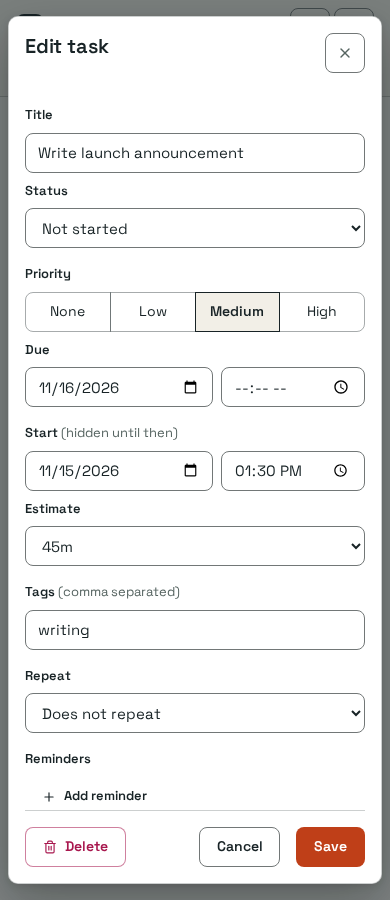 Edit task
Title
Write launch announcement
Status
Not started
Priority
None Low Medium High
Due
11/16/2026 --:-- --
Start (hidden until then)
11/15/2026 01:30 PM
Estimate
45m
Tags (comma separated)
writing
Repeat
Does not repeat
Reminders
+ Add reminder
Delete Cancel Save